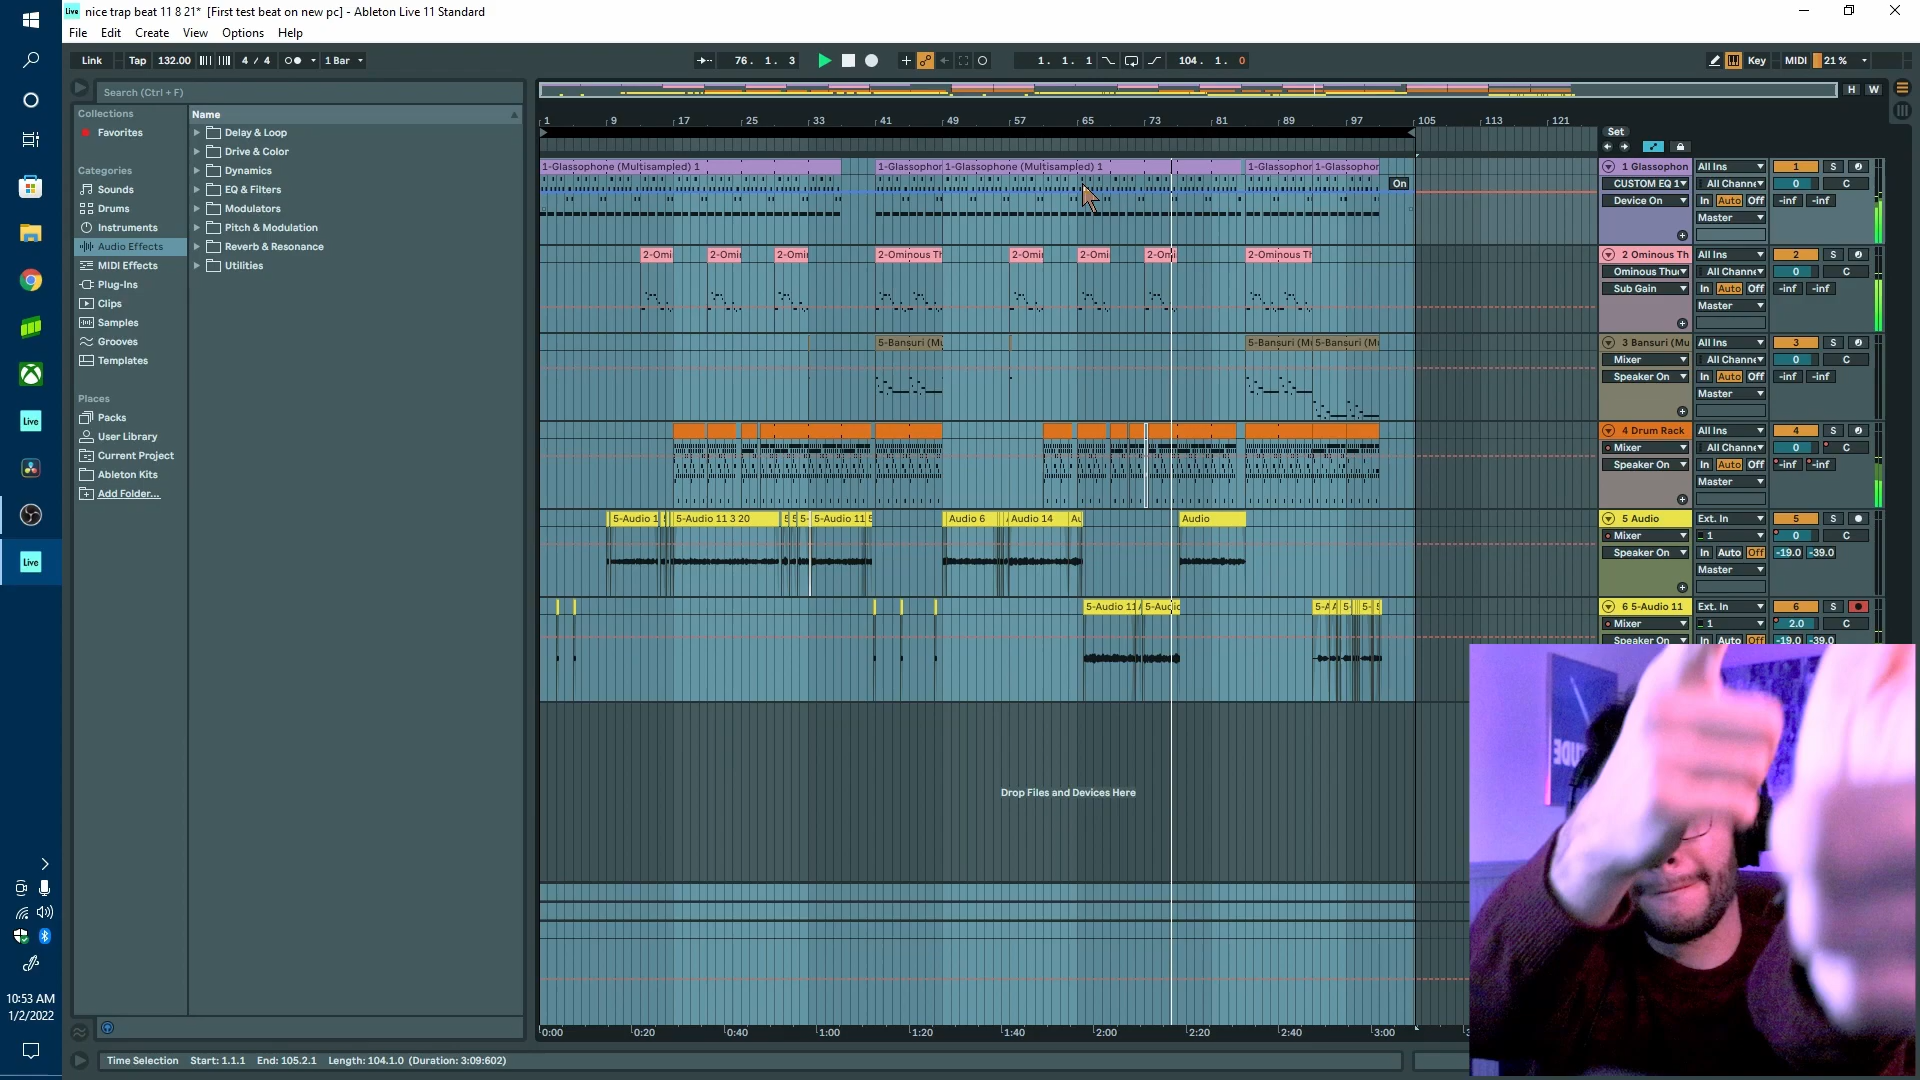 nice trap beat 11 8 21* [First test beat on new pc] - Ableton Live 11 Standard
File Edit Create View Options Help
Link Tap 132.00 4 / 4 1 Bar 76. 1. 3 1. 1. 1 104. 1. 0 Key MIDI 21 %
Search (Ctrl + F)
H W
Collections
Favorites
Categories
Sounds
Drums
Instruments
Audio Effects
MIDI Effects
Plug-Ins
Clips
Samples
Grooves
Templates
Places
Packs
User Library
Current Project
Ableton Kits
Add Folder...
Name
Delay & Loop
Drive & Color
Dynamics
EQ & Filters
Modulators
Pitch & Modulation
Reverb & Resonance
Utilities
1 9 17 25 33 41 49 57 65 73 81 89 97 105 113 121
Set
1-Glassophone (Multisampled) 1 1-Glassophor 1-Glassophone (Multisampled) 1 1-Glassophor 1-Glassophor
On
2-Omi 2-Omi 2-Omi 2-Ominous Th 2-Omi 2-Omi 2-Omi 2-Ominous Th
5-Bansuri (Mu 5-Bansuri (Mu 5-Bansuri (Mu
5-Audio 1 5-Audio 11 3 20 5-Audio 11 Audio 6 Audio 14 Au Audio
5-Audio 11 5-Audio
1 Glassophon All Ins 1 S
CUSTOM EQ 1 All Channe 0 C
Device On In Auto Off -inf -inf
Master
2 Ominous Th All Ins 2 S
Ominous Thu All Channe 0 C
Sub Gain In Auto Off -inf -inf
Master
3 Bansuri (Mu All Ins 3 S
Mixer All Channe 0 C
Speaker On In Auto Off -inf -inf
Master
4 Drum Rack All Ins 4 S
Mixer All Channe 0 C
Speaker On In Auto Off -inf -inf
Master
5 Audio Ext. In 5 S
Mixer 1 0 C
Speaker On In Auto Off -19.0 -39.0
Master
6 5-Audio 11 Ext. In 6 S
Mixer 1 2.0 C
Speaker On In Auto Off -19.0 -39.0
Drop Files and Devices Here
0:00 0:20 0:40 1:00 1:20 1:40 2:00 2:20 2:40 3:00
Time Selection Start: 1.1.1 End: 105.2.1 Length: 104.1.0 (Duration: 3:09:602)
Live
Live
10:53 AM
1/2/2022